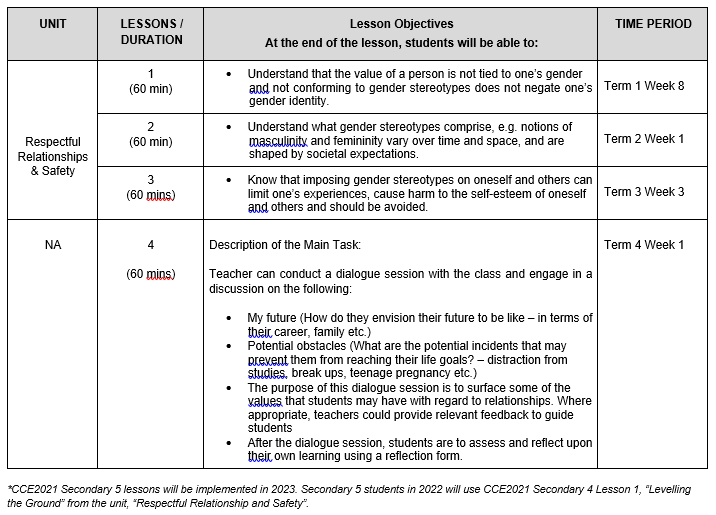 UNIT
LESSONS /
DURATION
Lesson Objectives
At the end of the lesson, students will be able to:
TIME PERIOD
Respectful
Relationships
& Safety
1
(60 min)
• Understand that the value of a person is not tied to one's gender
and not conforming to gender stereotypes does not negate one's
gender identity.
Term 1 Week 8
2
(60 min)
• Understand what gender stereotypes comprise, e.g. notions of
masculinity and femininity vary over time and space, and are
shaped by societal expectations.
Term 2 Week 1
3
(60 mins)
• Know that imposing gender stereotypes on oneself and others can
limit one's experiences, cause harm to the self-esteem of oneself
and others and should be avoided.
Term 3 Week 3
NA
4
(60 mins)
Description of the Main Task:
Teacher can conduct a dialogue session with the class and engage in a
discussion on the following:
• My future (How do they envision their future to be like – in terms of
their career, family etc.)
• Potential obstacles (What are the potential incidents that may
prevent them from reaching their life goals? – distraction from
studies, break ups, teenage pregnancy etc.)
• The purpose of this dialogue session is to surface some of the
values that students may have with regard to relationships. Where
appropriate, teachers could provide relevant feedback to guide
students
• After the dialogue session, students are to assess and reflect upon
their own learning using a reflection form.
Term 4 Week 1
*CCE2021 Secondary 5 lessons will be implemented in 2023. Secondary 5 students in 2022 will use CCE2021 Secondary 4 Lesson 1, "Levelling
the Ground" from the unit, "Respectful Relationship and Safety".